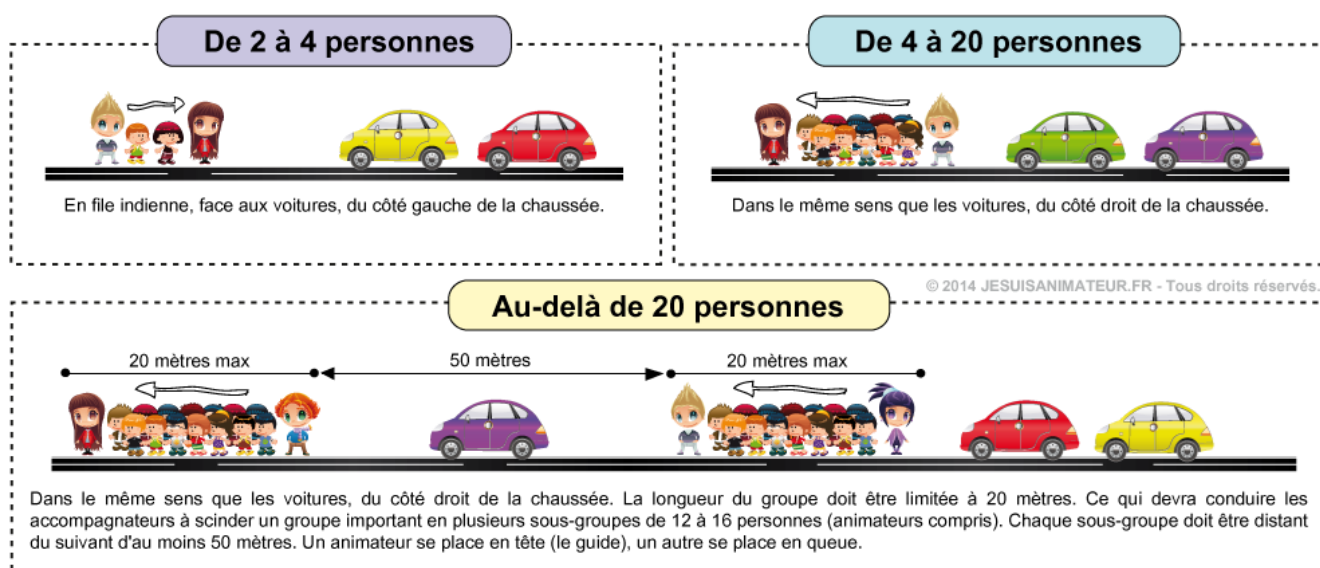 De 2 à 4 personnes
En file indienne, face aux voitures, du côté gauche de la chaussée.
De 4 à 20 personnes
Dans le même sens que les voitures, du côté droit de la chaussée.
© 2014 JESUISANIMATEUR.FR - Tous droits réservés.
Au-delà de 20 personnes
20 mètres max
50 mètres
20 mètres max
Dans le même sens que les voitures, du côté droit de la chaussée. La longueur du groupe doit être limitée à 20 mètres. Ce qui devra conduire les
accompagnateurs à scinder un groupe important en plusieurs sous-groupes de 12 à 16 personnes (animateurs compris). Chaque sous-groupe doit être distant
du suivant d'au moins 50 mètres. Un animateur se place en tête (le guide), un autre se place en queue.